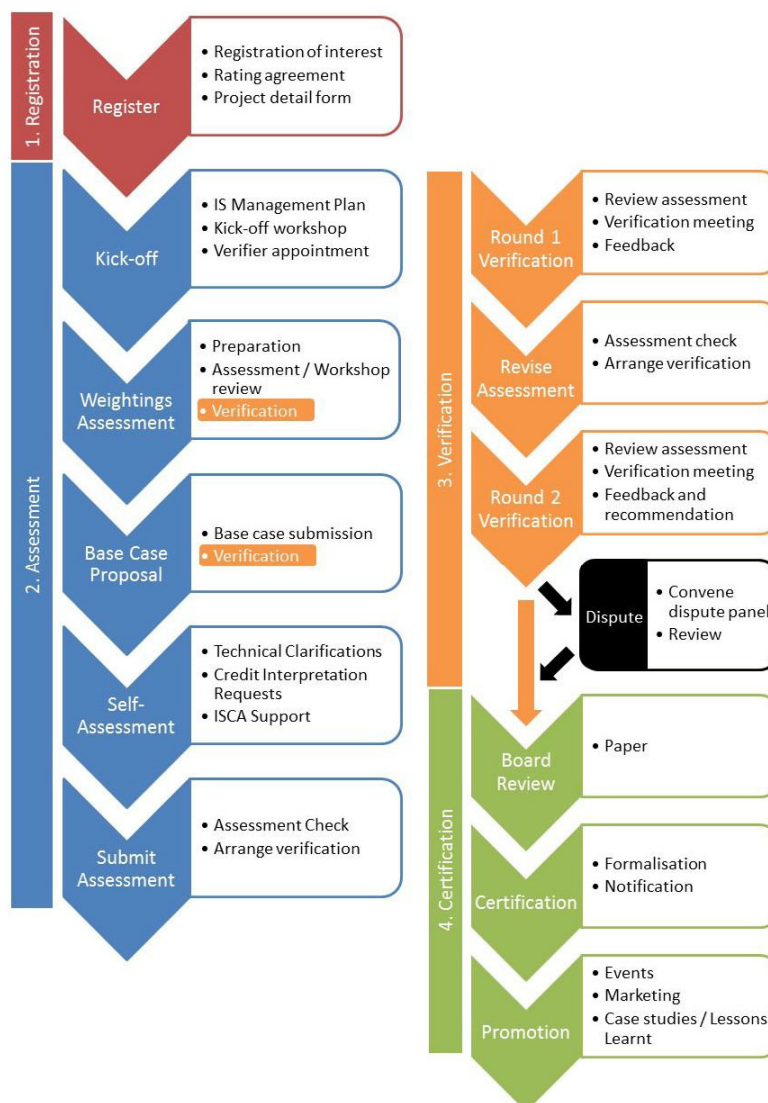 1. Registration
Register
• Registration of interest
• Rating agreement
• Project detail form
2. Assessment
Kick-off
• IS Management Plan
• Kick-off workshop
• Verifier appointment
Weightings
Assessment
• Preparation
• Assessment / Workshop
review
• Verification
Base Case
Proposal
• Base case submission
• Verification
Self-
Assessment
• Technical Clarifications
• Credit Interpretation
Requests
• ISCA Support
Submit
Assessment
• Assessment Check
• Arrange verification
3. Verification
Round 1
Verification
• Review assessment
• Verification meeting
• Feedback
Revise
Assessment
• Assessment check
• Arrange verification
Round 2
Verification
• Review assessment
• Verification meeting
• Feedback and
recommendation
Dispute
• Convene
dispute panel
• Review
4. Certification
Board
Review
• Paper
Certification
• Formalisation
• Notification
Promotion
• Events
• Marketing
• Case studies / Lessons
Learnt